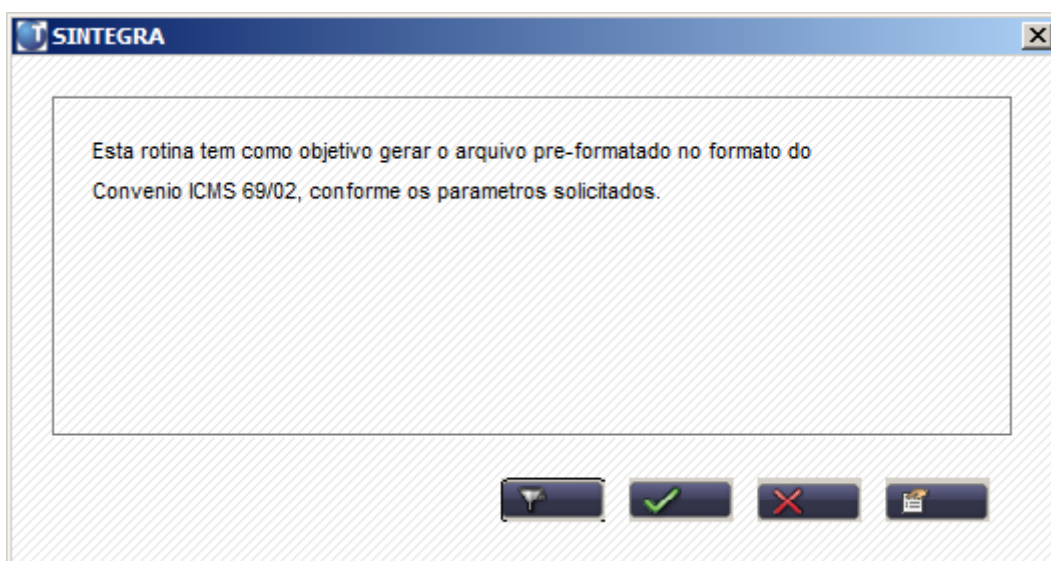 SINTEGRA
Esta rotina tem como objetivo gerar o arquivo pre-formatado no formato do
Convenio ICMS 69/02, conforme os parametros solicitados.